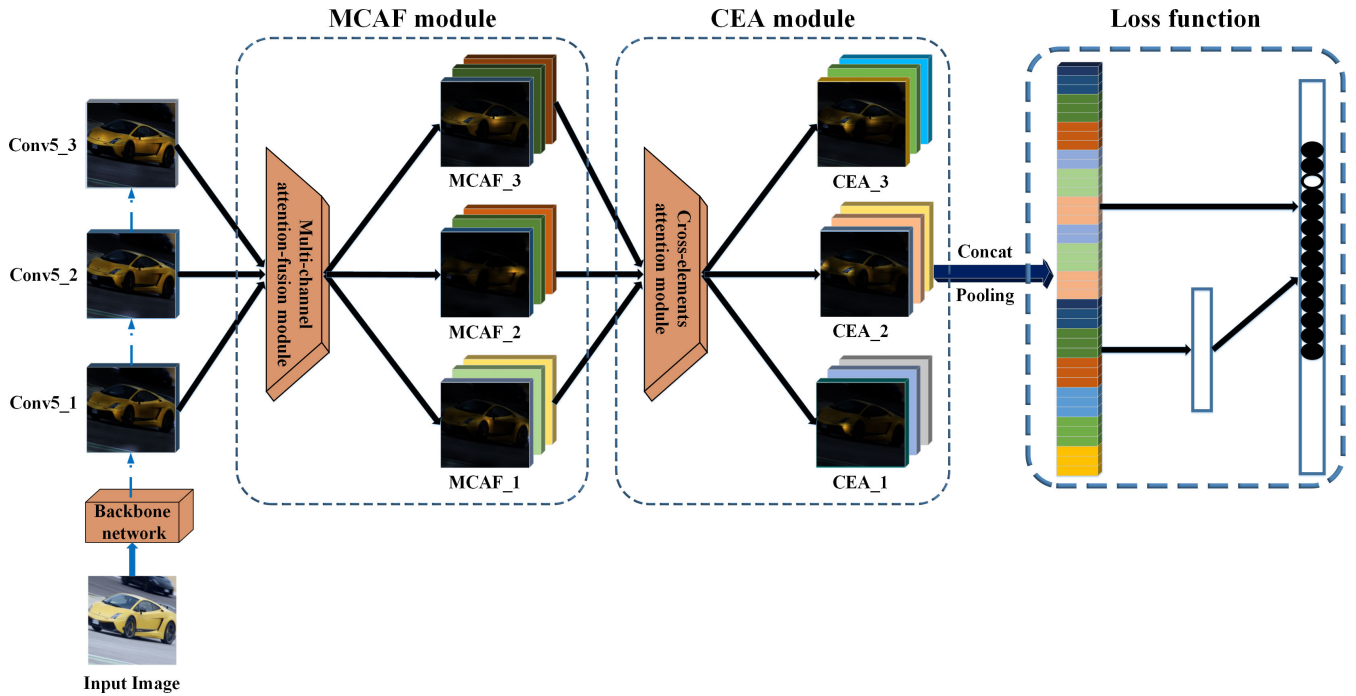 MCAF module
CEA module
Loss function
Conv5_3
Conv5_2
Conv5_1
Backbone
network
Input Image
Multi-channel
attention-fusion module
MCAF_3
MCAF_2
MCAF_1
Cross-elements
attention module
CEA_3
CEA_2
CEA_1
Concat
Pooling